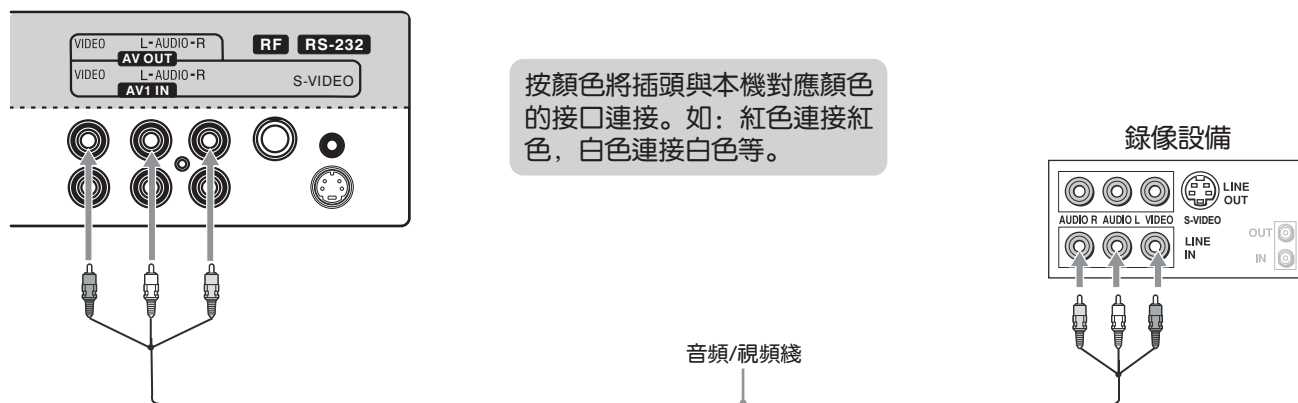 VIDEO L-AUDIO-R
AV OUT
RF RS-232
VIDEO L-AUDIO-R
AV1 IN
S-VIDEO
按顏色將插頭與本機對應顏色
的接口連接。如：紅色連接紅
色，白色連接白色等。
錄像設備
LINE
OUT
AUDIO R AUDIO L VIDEO S-VIDEO
LINE
IN
OUT
IN
音頻/視頻綫